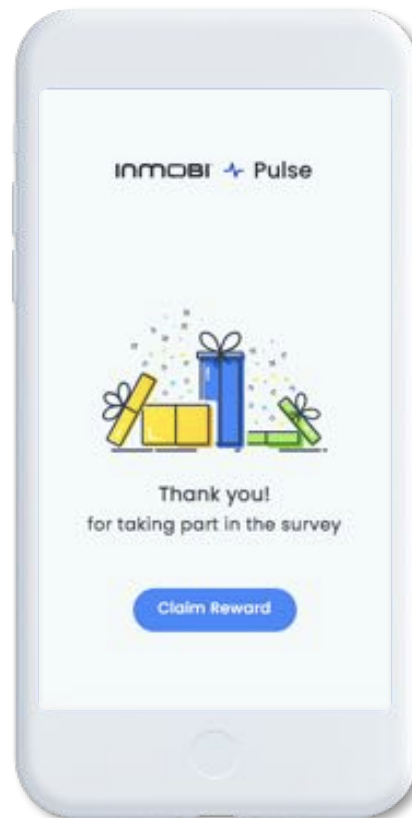 INMOBI Pulse
Thank you!
for taking part in the survey
Claim Reward